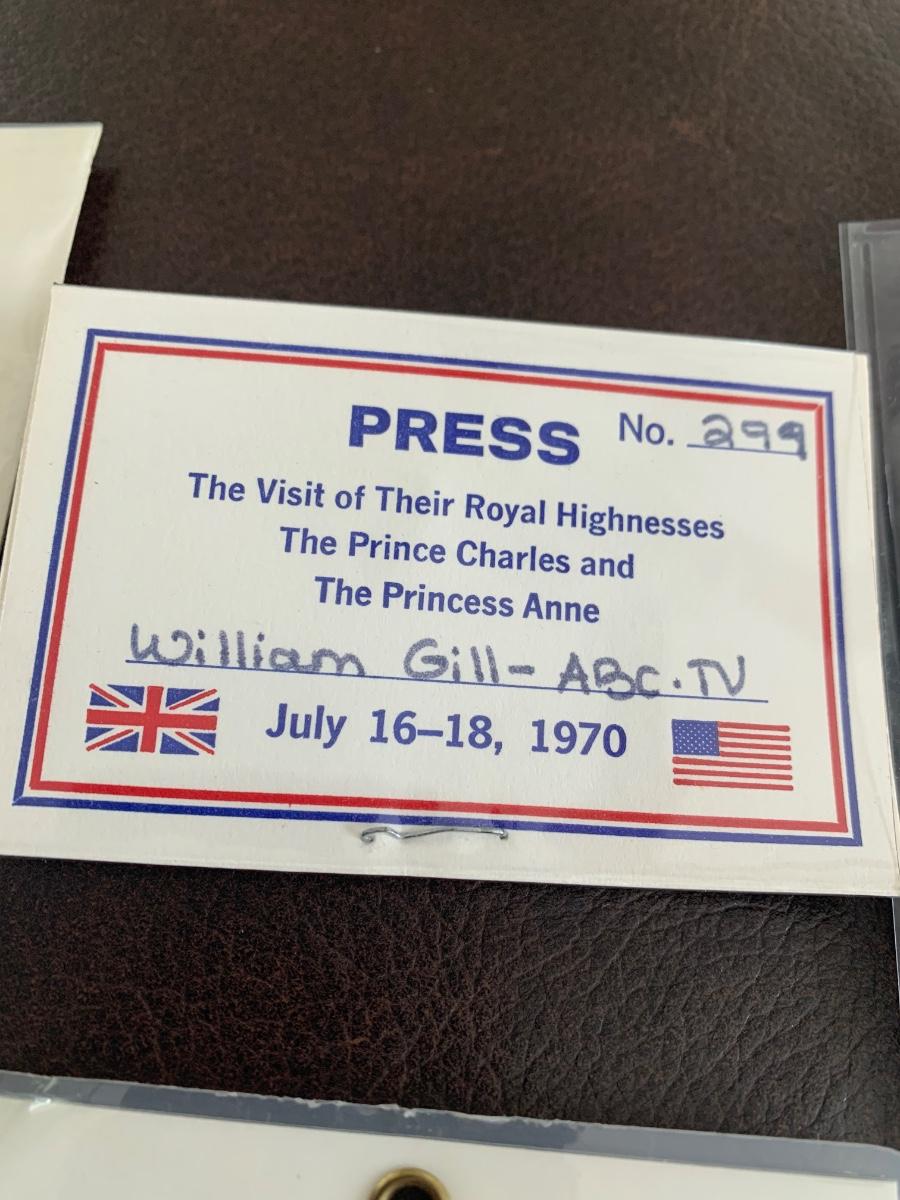 PRESS No. 299
The Visit of Their Royal Highnesses
The Prince Charles and
The Princess Anne
William Gill - ABC.TV
July 16–18, 1970